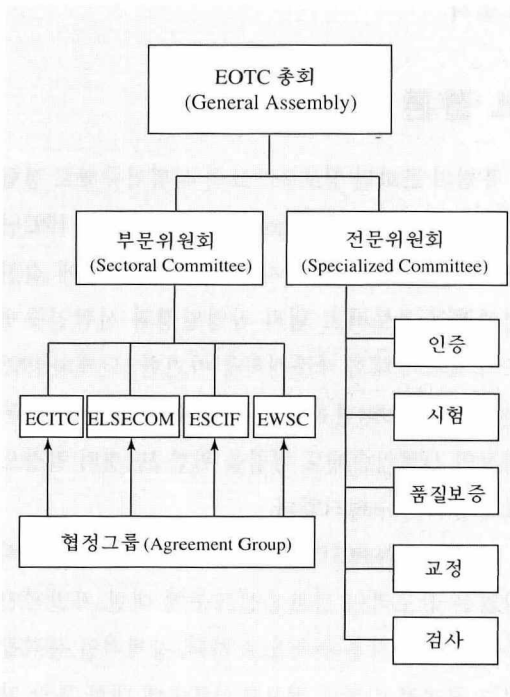 EOTC 총회
(General Assembly)
부문위원회
(Sectoral Committee)
전문위원회
(Specialized Committee)
ECITC
ELSECOM
ESCIF
EWSC
협정그룹 (Agreement Group)
인증
시험
품질보증
교정
검사